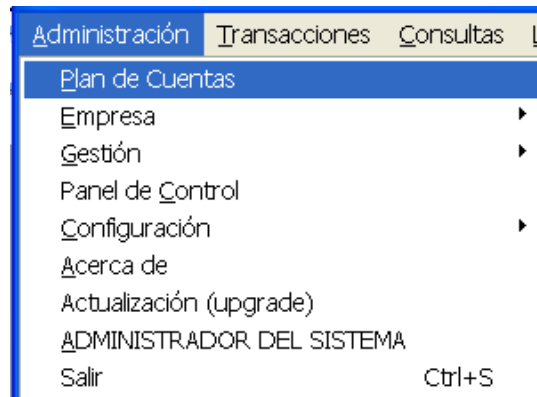 Administración Transacciones Consultas
Plan de Cuentas
Empresa
Gestión
Panel de Control
Configuración
Acerca de
Actualización (upgrade)
ADMINISTRADOR DEL SISTEMA
Salir Ctrl+S